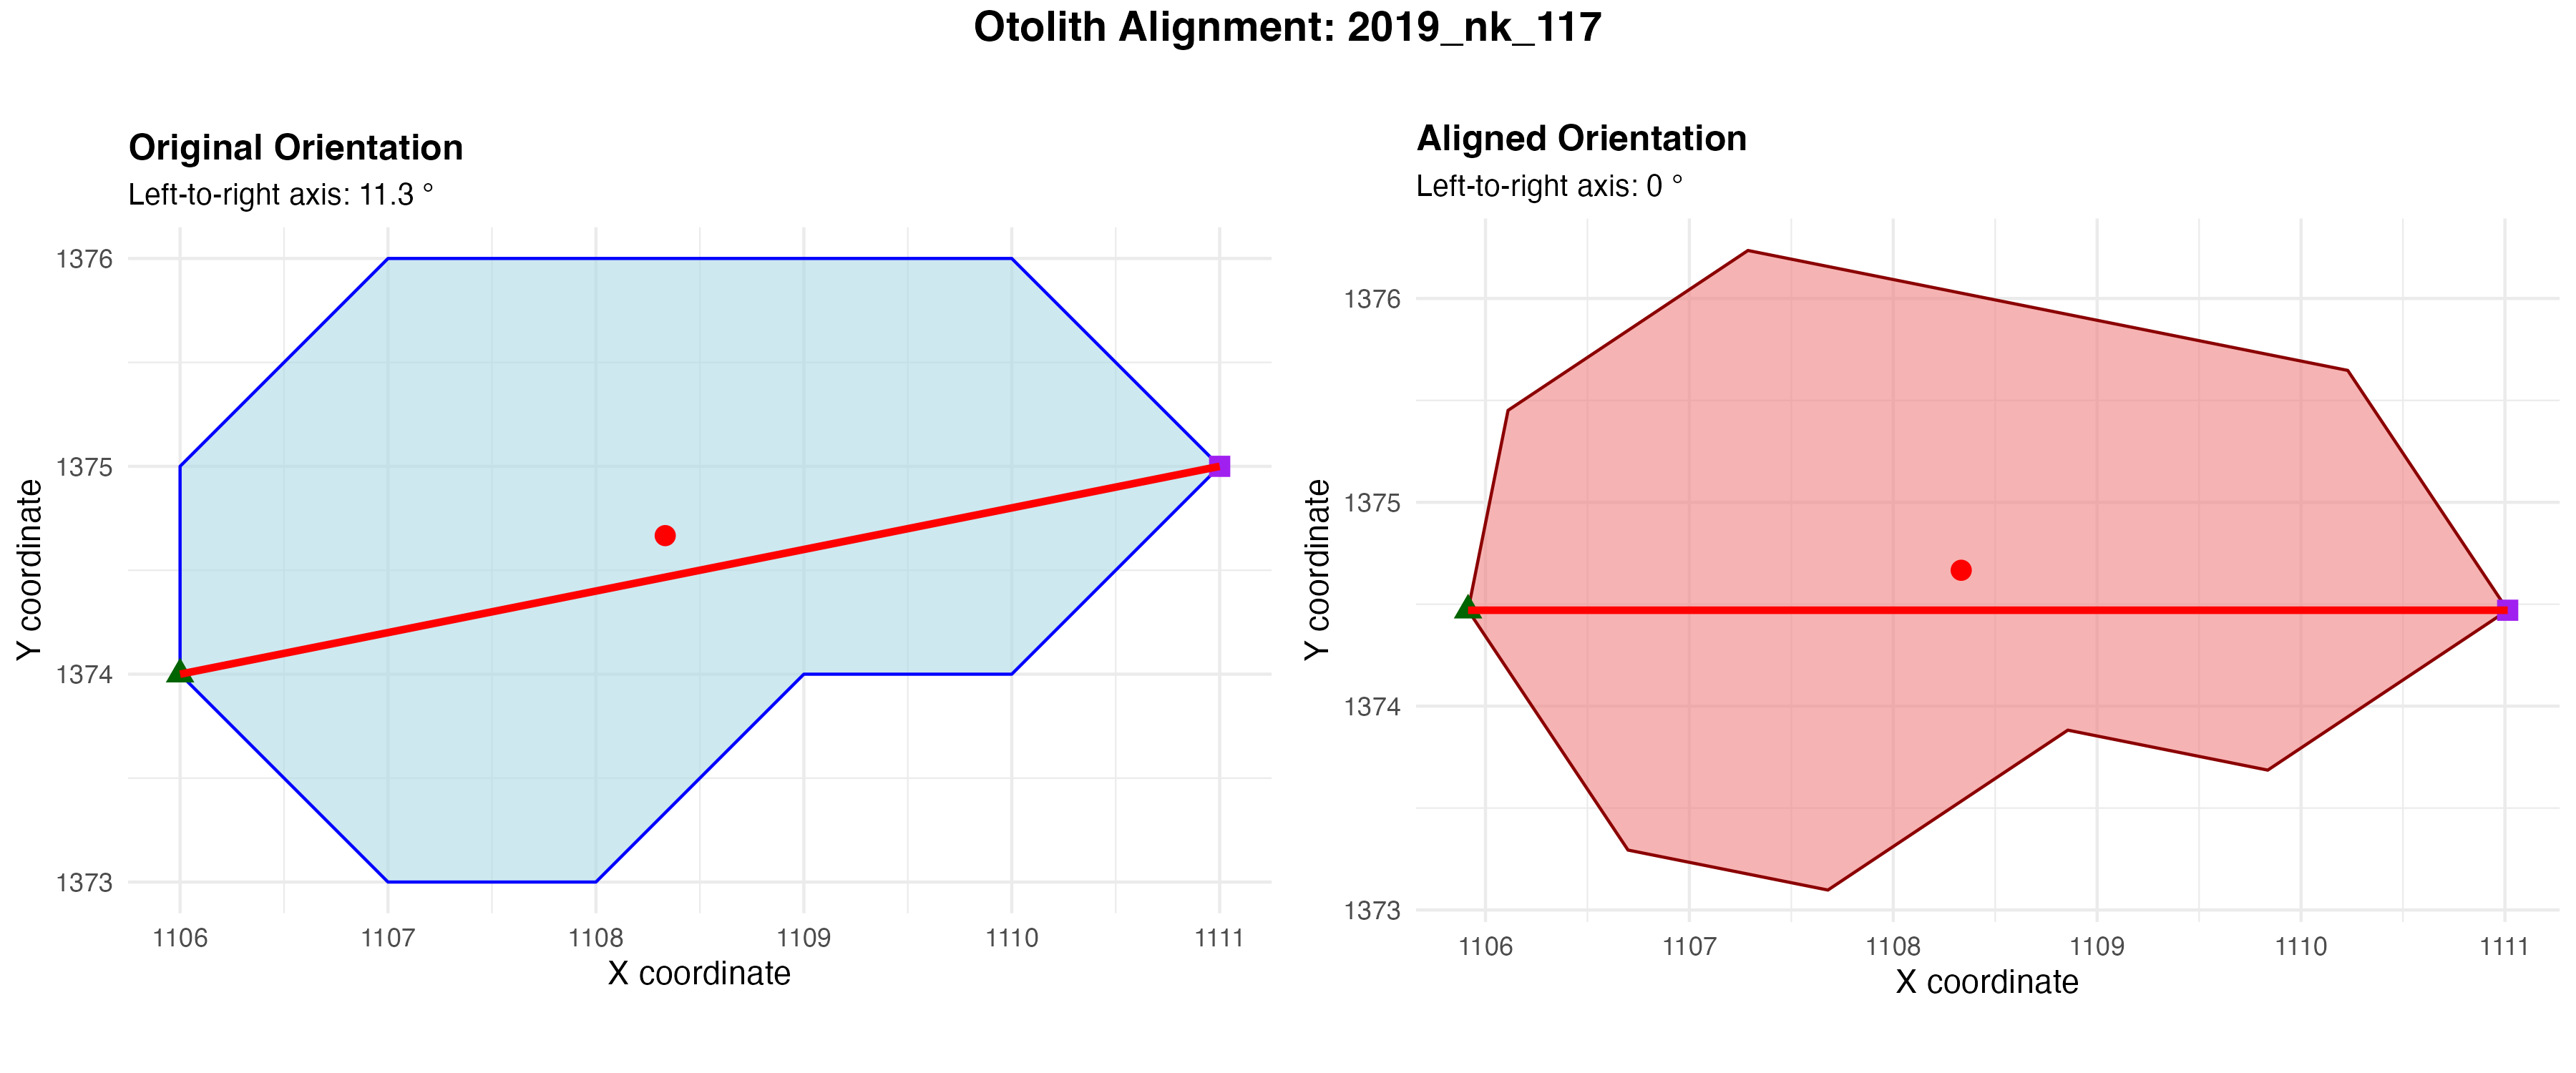 Otolith Alignment: 2019_nk_117
Original Orientation
Left-to-right axis: 11.3 °
1376
1375
1374
1373
Y coordinate
1106 1107 1108 1109 1110 1111
X coordinate
Aligned Orientation
Left-to-right axis: 0 °
1376
1375
1374
1373
Y coordinate
1106 1107 1108 1109 1110 1111
X coordinate